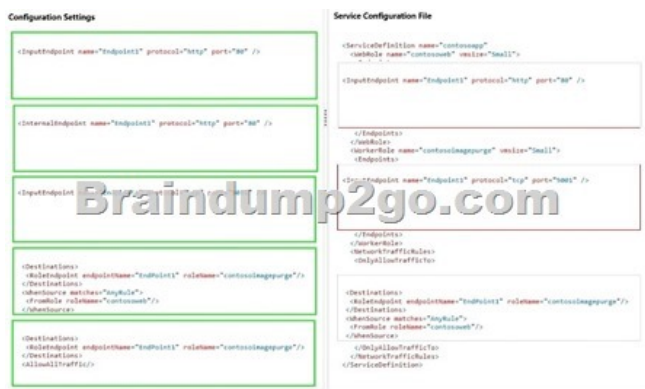 Configuration Settings
Service Configuration File
<InputEndpoint name="Endpoint1" protocol="http" port="80" />
<InternalEndpoint name="Endpoint1" protocol="http" port="80" />
<InputEndpoint
<Destinations>
<RoleEndpoint endpointName="EndPoint1" roleName="contosoimagepurge"/>
</Destinations>
<WhenSource matches="AnyRule">
<FromRole roleName="contosoweb"/>
</WhenSource>
<Destinations>
<RoleEndpoint endpointName="EndPoint1" roleName="contosoimagepurge"/>
</Destinations>
<AllowAllTraffic/>
<ServiceDefinition name="contosoapp"
<WebRole name="contosoweb" vmsize="Small">
<InputEndpoint name="Endpoint1" protocol="http" port="80" />
</Endpoints>
</WebRole>
<WorkerRole name="contosoimagepurge" vmsize="Small">
<Endpoints>
<InputEndpoint name="Endpoint1" protocol="tcp" port="5001" />
</Endpoints>
</WorkerRole>
<NetworkTrafficRules>
<OnlyAllowTrafficTo>
<Destinations>
<RoleEndpoint endpointName="EndPoint1" roleName="contosoimagepurge"/>
</Destinations>
<WhenSource matches="AnyRule">
<FromRole roleName="contosoweb"/>
</WhenSource>
</OnlyAllowTrafficTo>
</NetworkTrafficRules>
</ServiceDefinition>
Braindump2go.com